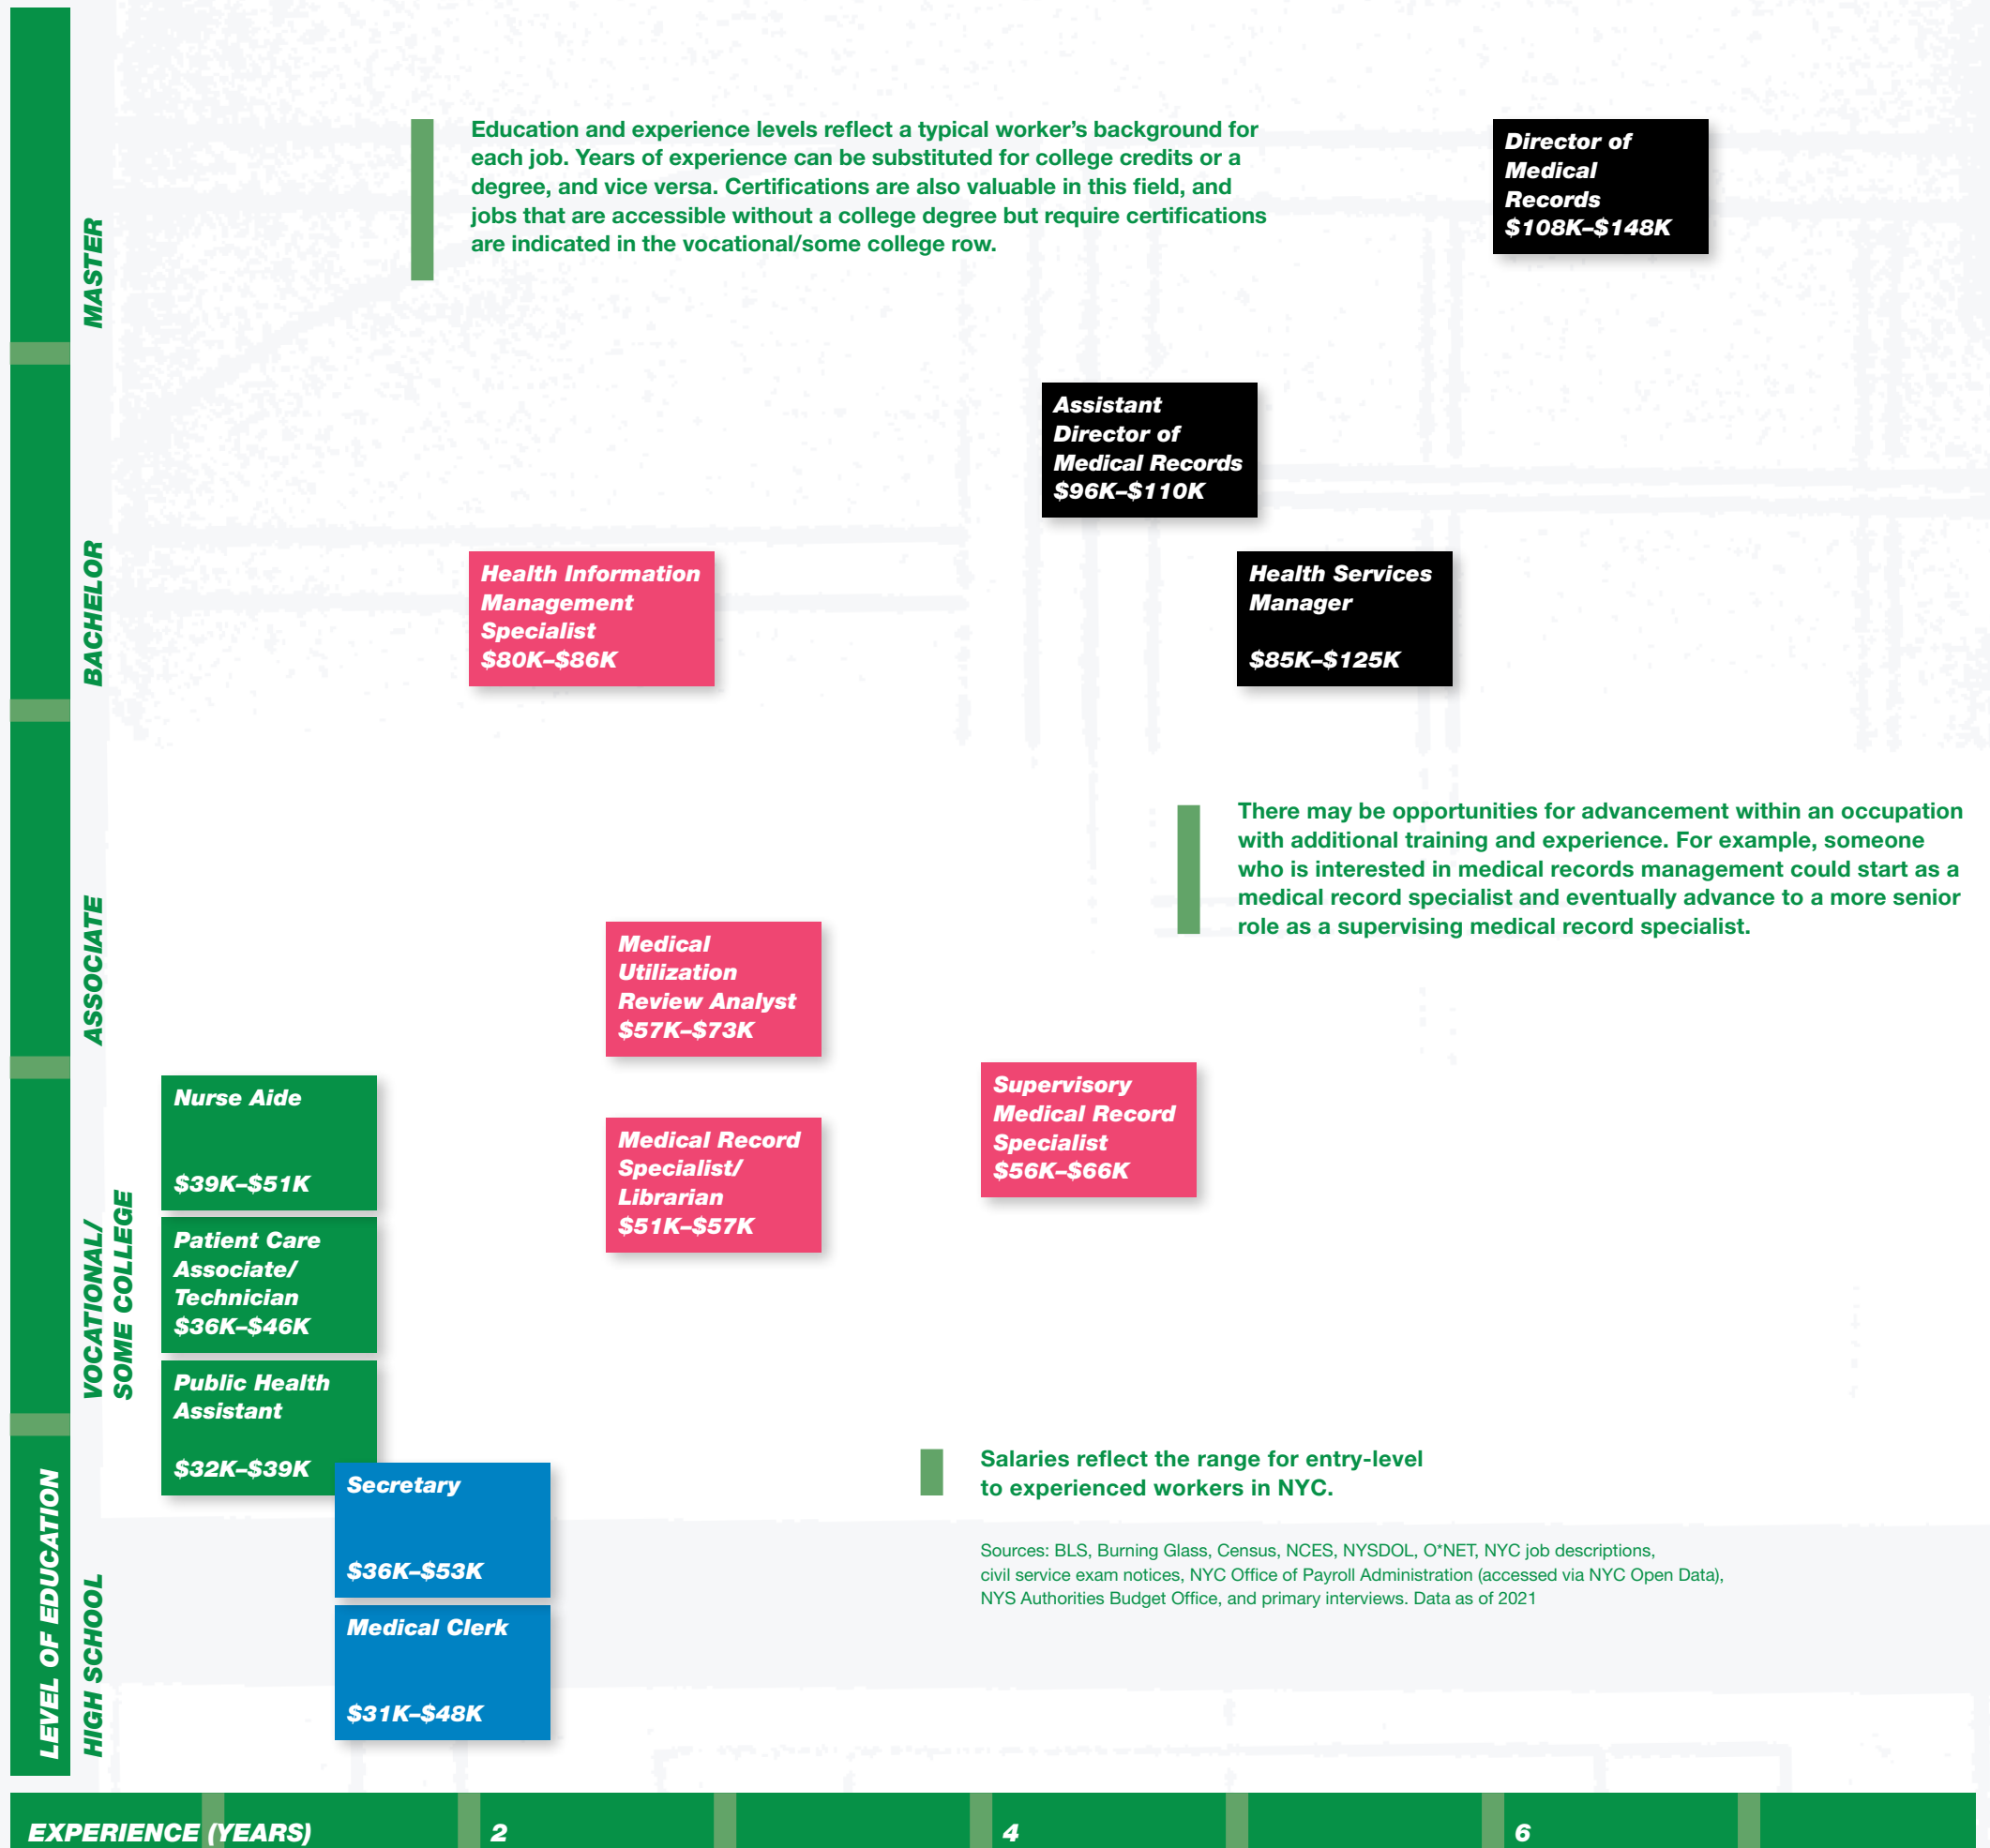 MASTER
Education and experience levels reflect a typical worker’s background for
each job. Years of experience can be substituted for college credits or a
degree, and vice versa. Certifications are also valuable in this field, and
jobs that are accessible without a college degree but require certifications
are indicated in the vocational/some college row.
Director of
Medical
Records
$108K–$148K
BACHELOR
Assistant
Director of
Medical Records
$96K–$110K
Health Information
Management
Specialist
$80K–$86K
Health Services
Manager
$85K–$125K
ASSOCIATE
There may be opportunities for advancement within an occupation
with additional training and experience. For example, someone
who is interested in medical records management could start as a
medical record specialist and eventually advance to a more senior
role as a supervising medical record specialist.
Medical
Utilization
Review Analyst
$57K–$73K
VOCATIONAL/
SOME COLLEGE
Nurse Aide
$39K–$51K
Medical Record
Specialist/
Librarian
$51K–$57K
Supervisory
Medical Record
Specialist
$56K–$66K
Patient Care
Associate/
Technician
$36K–$46K
Public Health
Assistant
$32K–$39K
LEVEL OF EDUCATION
HIGH SCHOOL
Secretary
$36K–$53K
Medical Clerk
$31K–$48K
Salaries reflect the range for entry-level
to experienced workers in NYC.
Sources: BLS, Burning Glass, Census, NCES, NYSDOL, O*NET, NYC job descriptions,
civil service exam notices, NYC Office of Payroll Administration (accessed via NYC Open Data),
NYS Authorities Budget Office, and primary interviews. Data as of 2021
EXPERIENCE (YEARS) 2 4 6